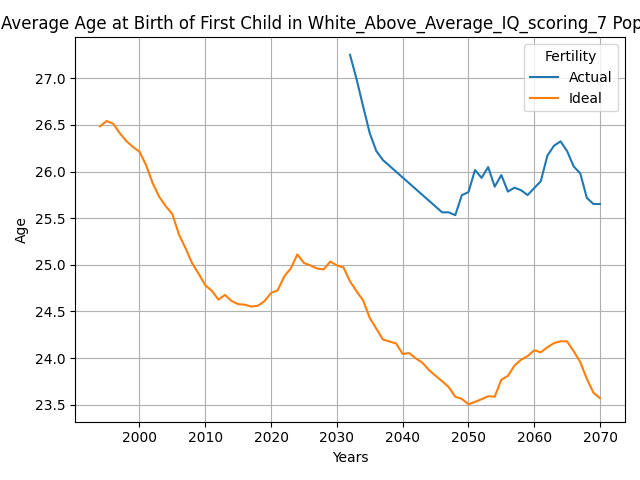 Average Age at Birth of First Child in White_Above_Average_IQ_scoring_7 Pop
Fertility
Actual
Ideal
27.0
26.5
26.0
25.5
25.0
24.5
24.0
23.5
Age
2000 2010 2020 2030 2040 2050 2060 2070
Years